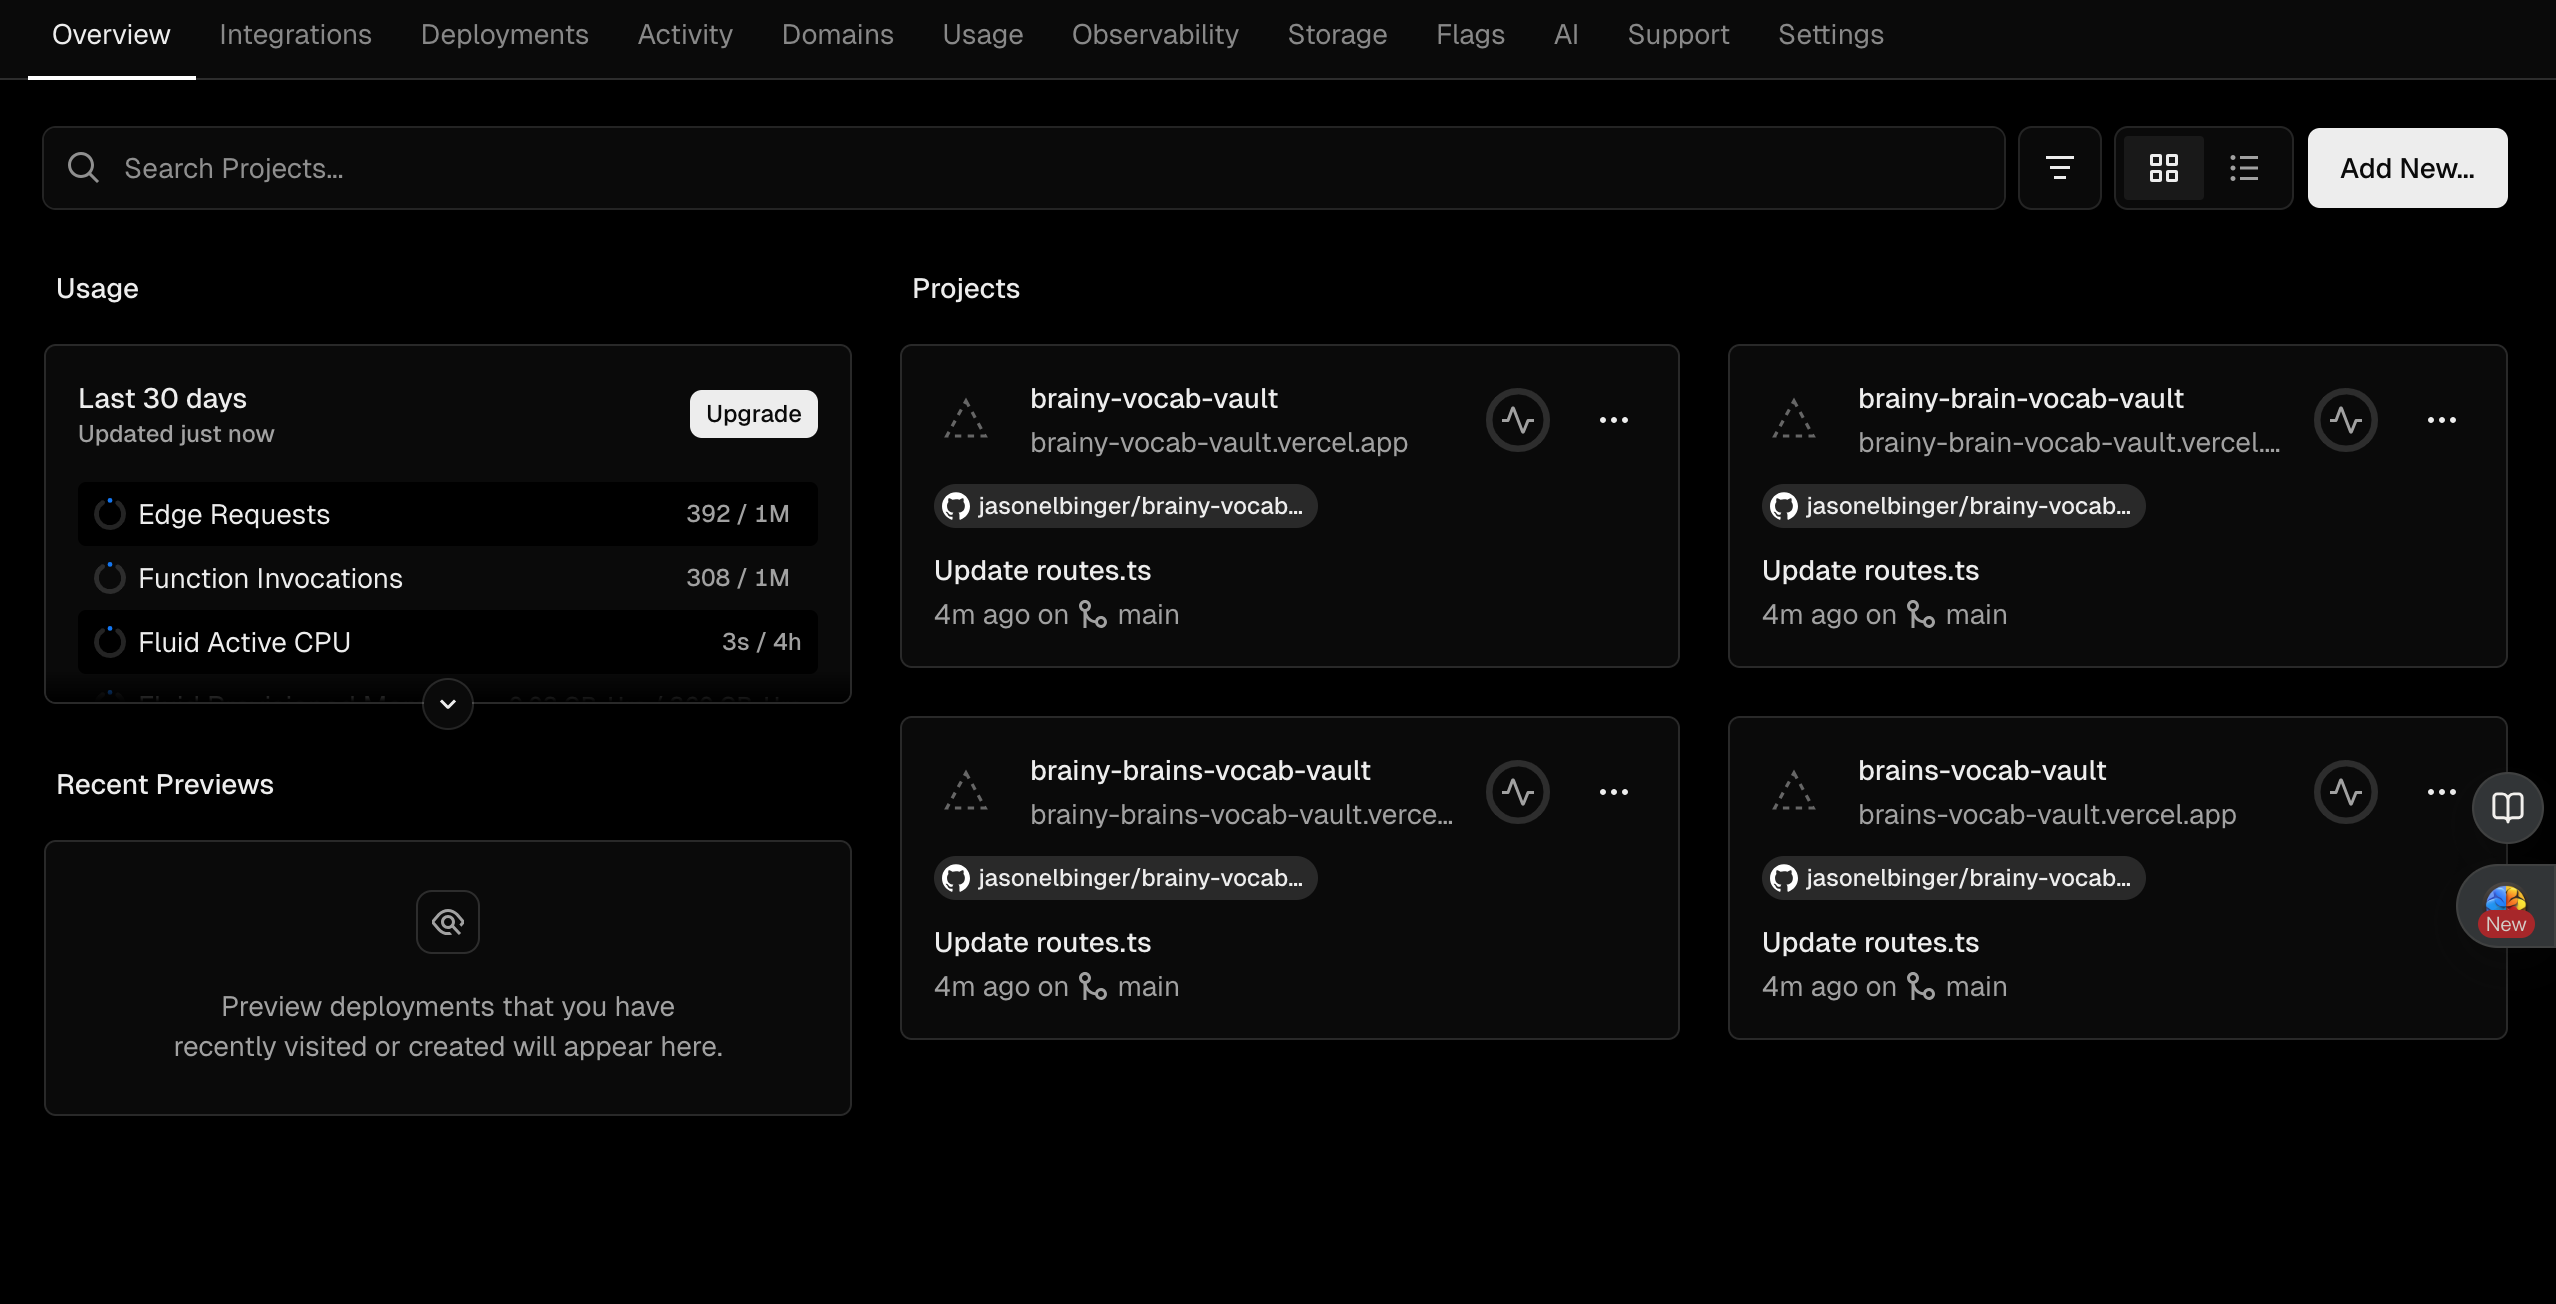 Overview Integrations Deployments Activity Domains Usage Observability Storage Flags AI Support Settings
Search Projects...
Add New...
Usage
Last 30 days
Updated just now
Upgrade
Edge Requests 392 / 1M
Function Invocations 308 / 1M
Fluid Active CPU 3s / 4h
Recent Previews
Preview deployments that you have
recently visited or created will appear here.
Projects
brainy-vocab-vault
brainy-vocab-vault.vercel.app
jasonelbinger/brainy-vocab...
Update routes.ts
4m ago on main
brainy-brain-vocab-vault
brainy-brain-vocab-vault.vercel....
jasonelbinger/brainy-vocab...
Update routes.ts
4m ago on main
brainy-brains-vocab-vault
brainy-brains-vocab-vault.verce...
jasonelbinger/brainy-vocab...
Update routes.ts
4m ago on main
brains-vocab-vault
brains-vocab-vault.vercel.app
jasonelbinger/brainy-vocab...
Update routes.ts
4m ago on main
New